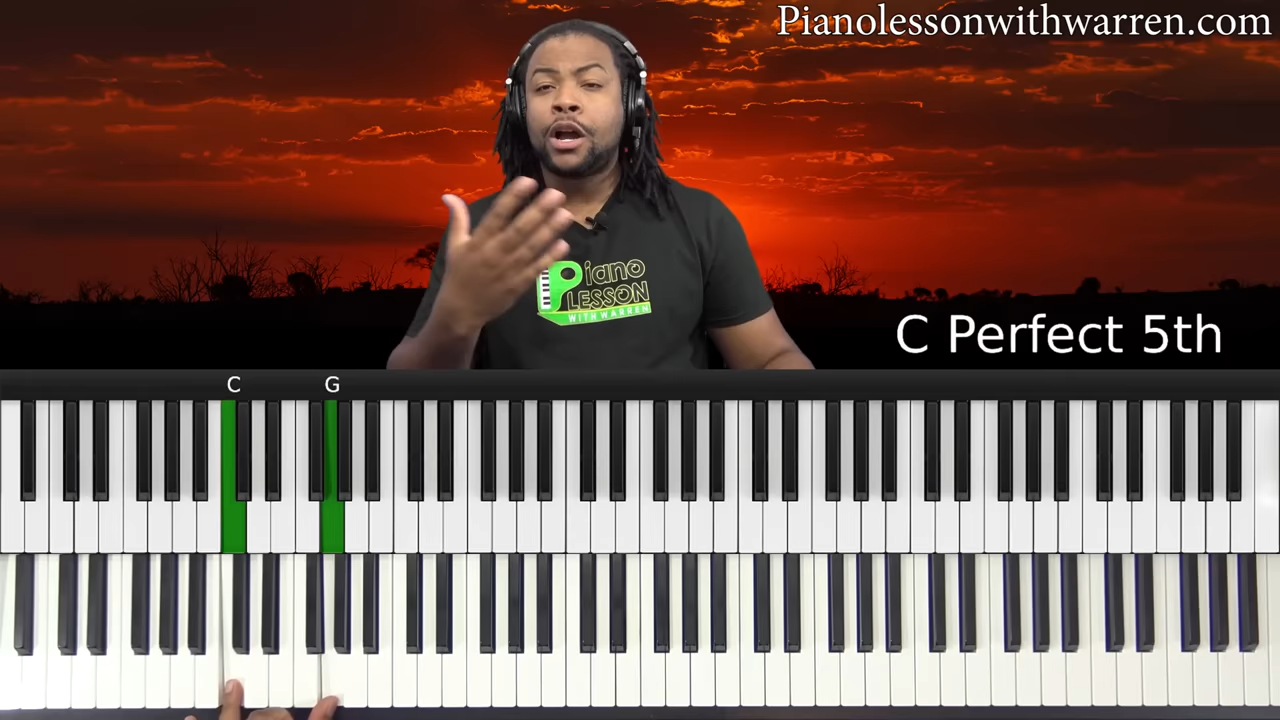 Pianolessonwithwarren.com
Piano
LESSON
WITH WARREN
C Perfect 5th
C G